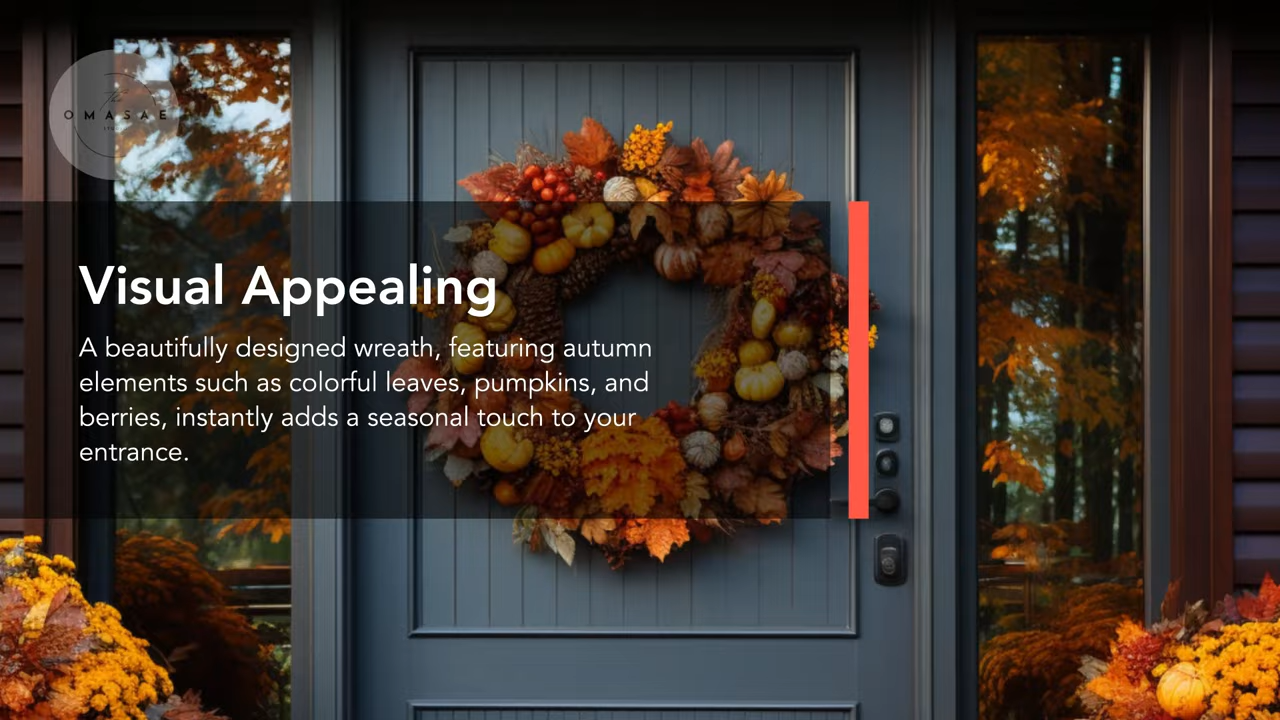 The
OMASAE
Visual Appealing
A beautifully designed wreath, featuring autumn
elements such as colorful leaves, pumpkins, and
berries, instantly adds a seasonal touch to your
entrance.